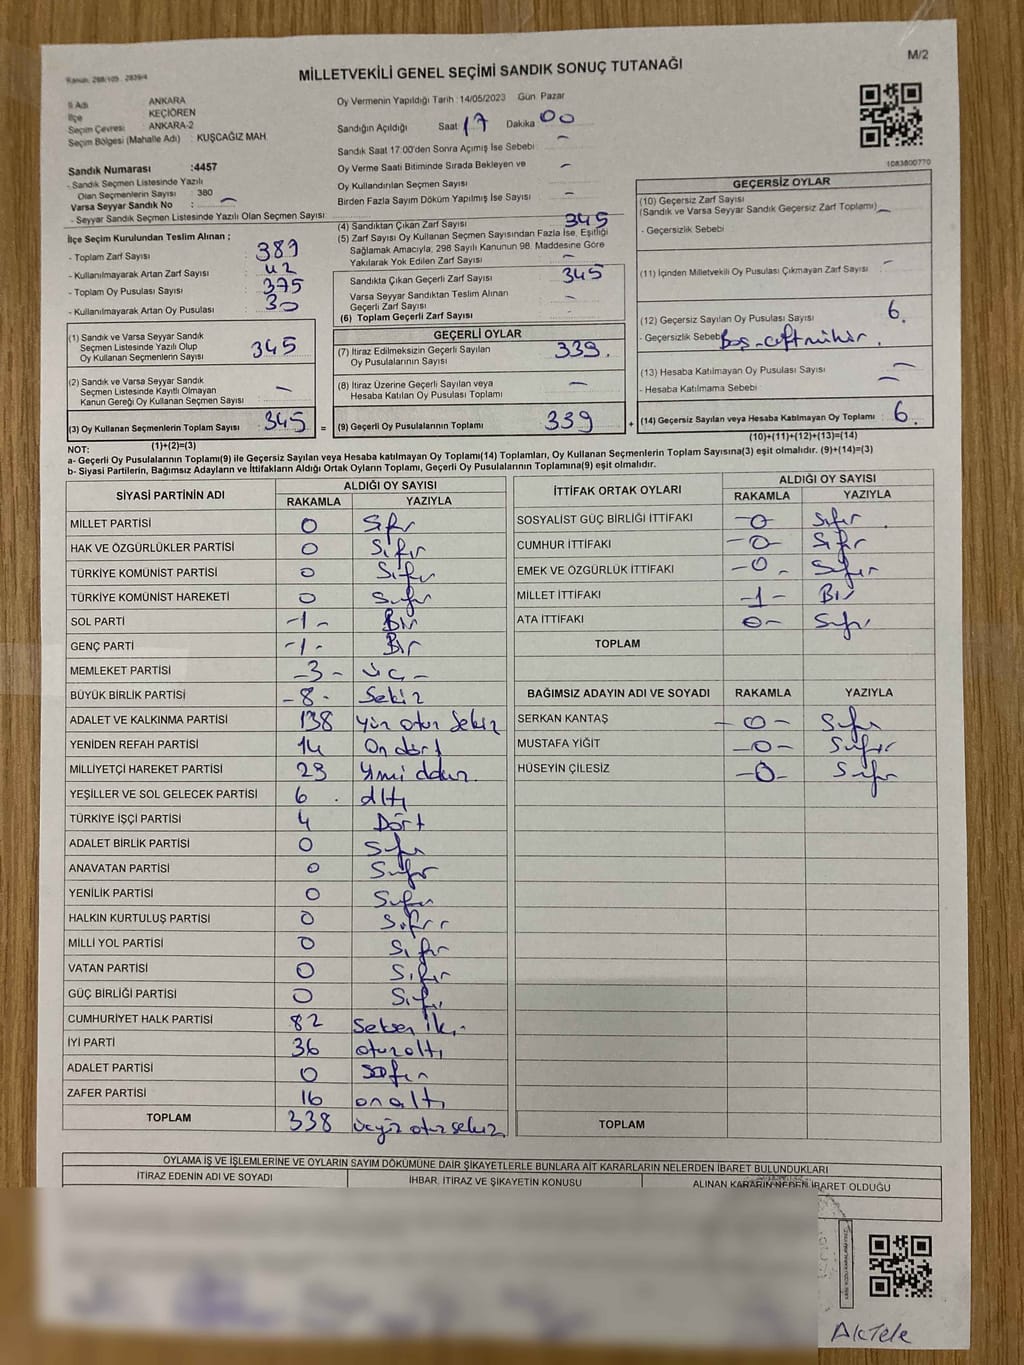 Kanun: 298/105 , 2839/4
MİLLETVEKİLİ GENEL SEÇİMİ SANDIK SONUÇ TUTANAĞI
M/2
İl Adı ANKARA
İlçe KEÇİÖREN
Seçim Çevresi ANKARA-2
Seçim Bölgesi (Mahalle Adı) : KUŞCAĞIZ MAH
Oy Vermenin Yapıldığı Tarih :14/05/2023 Gün: Pazar
Sandığın Açıldığı Saat 17 Dakika 00
Sandık Saat 17:00'den Sonra Açılmış İse Sebebi -
Oy Verme Saati Bitiminde Sırada Bekleyen ve -
Oy Kullandırılan Seçmen Sayısı
Birden Fazla Sayım Döküm Yapılmış İse Sayısı -
1083800770
Sandık Numarası :4457
- Sandık Seçmen Listesinde Yazılı
Olan Seçmenlerin Sayısı : 380
Varsa Seyyar Sandık No : -
- Seyyar Sandık Seçmen Listesinde Yazılı Olan Seçmen Sayısı:
İlçe Seçim Kurulundan Teslim Alınan ;
- Toplam Zarf Sayısı : 389
- Kullanılmayarak Artan Zarf Sayısı : 42
- Toplam Oy Pusulası Sayısı : 375
- Kullanılmayarak Artan Oy Pusulası : 30
(1) Sandık ve Varsa Seyyar Sandık
Seçmen Listesinde Yazılı Olup
Oy Kullanan Seçmenlerin Sayısı : 345
(2) Sandık ve Varsa Seyyar Sandık
Seçmen Listesinde Kayıtlı Olmayan
Kanun Gereği Oy Kullanan Seçmen Sayısı : -
(3) Oy Kullanan Seçmenlerin Toplam Sayısı : 345 =
(1)+(2)=(3)
(4) Sandıktan Çıkan Zarf Sayısı 345
(5) Zarf Sayısı Oy Kullanan Seçmen Sayısından Fazla İse, Eşitliği
Sağlamak Amacıyla; 298 Sayılı Kanunun 98. Maddesine Göre
Yakılarak Yok Edilen Zarf Sayısı : -
Sandıkta Çıkan Geçerli Zarf Sayısı : 345
Varsa Seyyar Sandıktan Teslim Alınan
Geçerli Zarf Sayısı : -
(6) Toplam Geçerli Zarf Sayısı : -
GEÇERLİ OYLAR
(7) İtiraz Edilmeksizin Geçerli Sayılan
Oy Pusulalarının Sayısı : 339.
(8) İtiraz Üzerine Geçerli Sayılan veya
Hesaba Katılan Oy Pusulası Toplamı : -
(9) Geçerli Oy Pusulalarının Toplamı : 339 +
GEÇERSİZ OYLAR
(10) Geçersiz Zarf Sayısı
(Sandık ve Varsa Seyyar Sandık Geçersiz Zarf Toplamı) -
- Geçersizlik Sebebi :
(11) İçinden Milletvekili Oy Pusulası Çıkmayan Zarf Sayısı : -
(12) Geçersiz Sayılan Oy Pusulası Sayısı : 6.
- Geçersizlik Sebebi Boş-çift mühür.
(13) Hesaba Katılmayan Oy Pusulası Sayısı : -
- Hesaba Katılmama Sebebi : -
(14) Geçersiz Sayılan veya Hesaba Katılmayan Oy Toplamı : 6.
(10)+(11)+(12)+(13)=(14)
NOT:
a- Geçerli Oy Pusulalarının Toplamı(9) ile Geçersiz Sayılan veya Hesaba katılmayan Oy Toplamı(14) Toplamları, Oy Kullanan Seçmenlerin Toplam Sayısına(3) eşit olmalıdır. (9)+(14)=(3)
b- Siyasi Partilerin, Bağımsız Adayların ve İttifakların Aldığı Ortak Oyların Toplamı, Geçerli Oy Pusulalarının Toplamına(9) eşit olmalıdır.
SİYASİ PARTİNİN ADI ALDIĞI OY SAYISI
RAKAMLA YAZIYLA
MİLLET PARTİSİ 0 Sıfır
HAK VE ÖZGÜRLÜKLER PARTİSİ 0 Sıfır
TÜRKİYE KOMÜNİST PARTİSİ 0 Sıfır
TÜRKİYE KOMÜNİST HAREKETİ 0 Sıfır
SOL PARTİ -1- Bir
GENÇ PARTİ -1- Bir
MEMLEKET PARTİSİ -3- Üç-
BÜYÜK BİRLİK PARTİSİ -8- Sekiz
ADALET VE KALKINMA PARTİSİ 138 Yüz otuz Sekiz
YENİDEN REFAH PARTİSİ 14 On dört
MİLLİYETÇİ HAREKET PARTİSİ 29 Yirmi dokuz.
YEŞİLLER VE SOL GELECEK PARTİSİ 6. altı
TÜRKİYE İŞÇİ PARTİSİ 4 Dört
ADALET BİRLİK PARTİSİ 0 Sıfır
ANAVATAN PARTİSİ 0 Sıfır
YENİLİK PARTİSİ 0 Sıfır
HALKIN KURTULUŞ PARTİSİ 0 Sıfır
MİLLİ YOL PARTİSİ 0 Sıfır
VATAN PARTİSİ 0 Sıfır
GÜÇ BİRLİĞİ PARTİSİ 0 Sıfır
CUMHURİYET HALK PARTİSİ 82 Seksen iki-
İYİ PARTİ 36 otuzaltı
ADALET PARTİSİ 0 sıfır
ZAFER PARTİSİ 16 onaltı
TOPLAM 338 üçyüz otuz sekiz
İTTİFAK ORTAK OYLARI ALDIĞI OY SAYISI
RAKAMLA YAZIYLA
SOSYALİST GÜÇ BİRLİĞİ İTTİFAKI -0- Sıfır.
CUMHUR İTTİFAKI -0- Sıfır
EMEK VE ÖZGÜRLÜK İTTİFAKI -0- Sıfır
MİLLET İTTİFAKI -1- Bir
ATA İTTİFAKI 0- Sıfır
TOPLAM
BAĞIMSIZ ADAYIN ADI VE SOYADI RAKAMLA YAZIYLA
SERKAN KANTAŞ -0- Sıfır
MUSTAFA YİĞİT -0- Sıfır
HÜSEYİN ÇİLESİZ -0- Sıfır
TOPLAM
OYLAMA İŞ VE İŞLEMLERİNE VE OYLARIN SAYIM DÖKÜMÜNE DAİR ŞİKAYETLERLE BUNLARA AİT KARARLARIN NELERDEN İBARET BULUNDUKLARI
İTİRAZ EDENİN ADI VE SOYADI İHBAR, İTİRAZ VE ŞİKAYETİN KONUSU ALINAN KARARIN NEDEN İBARET OLDUĞU
AkTele